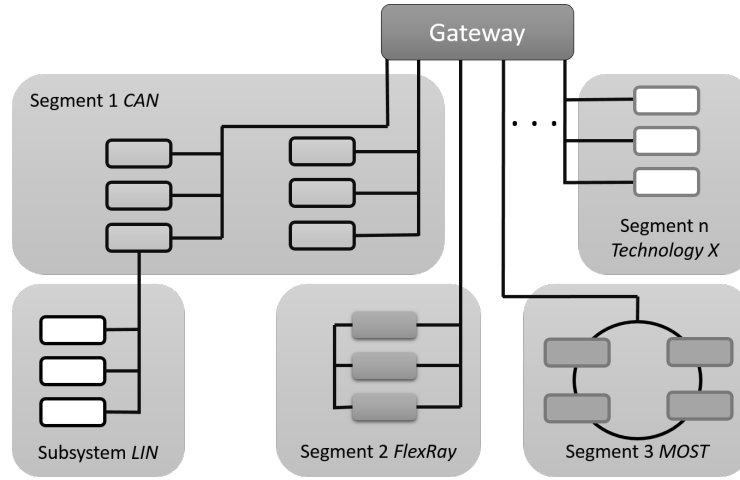 Gateway
Segment 1 CAN
. . .
Segment n
Technology X
Subsystem LIN
Segment 2 FlexRay
Segment 3 MOST